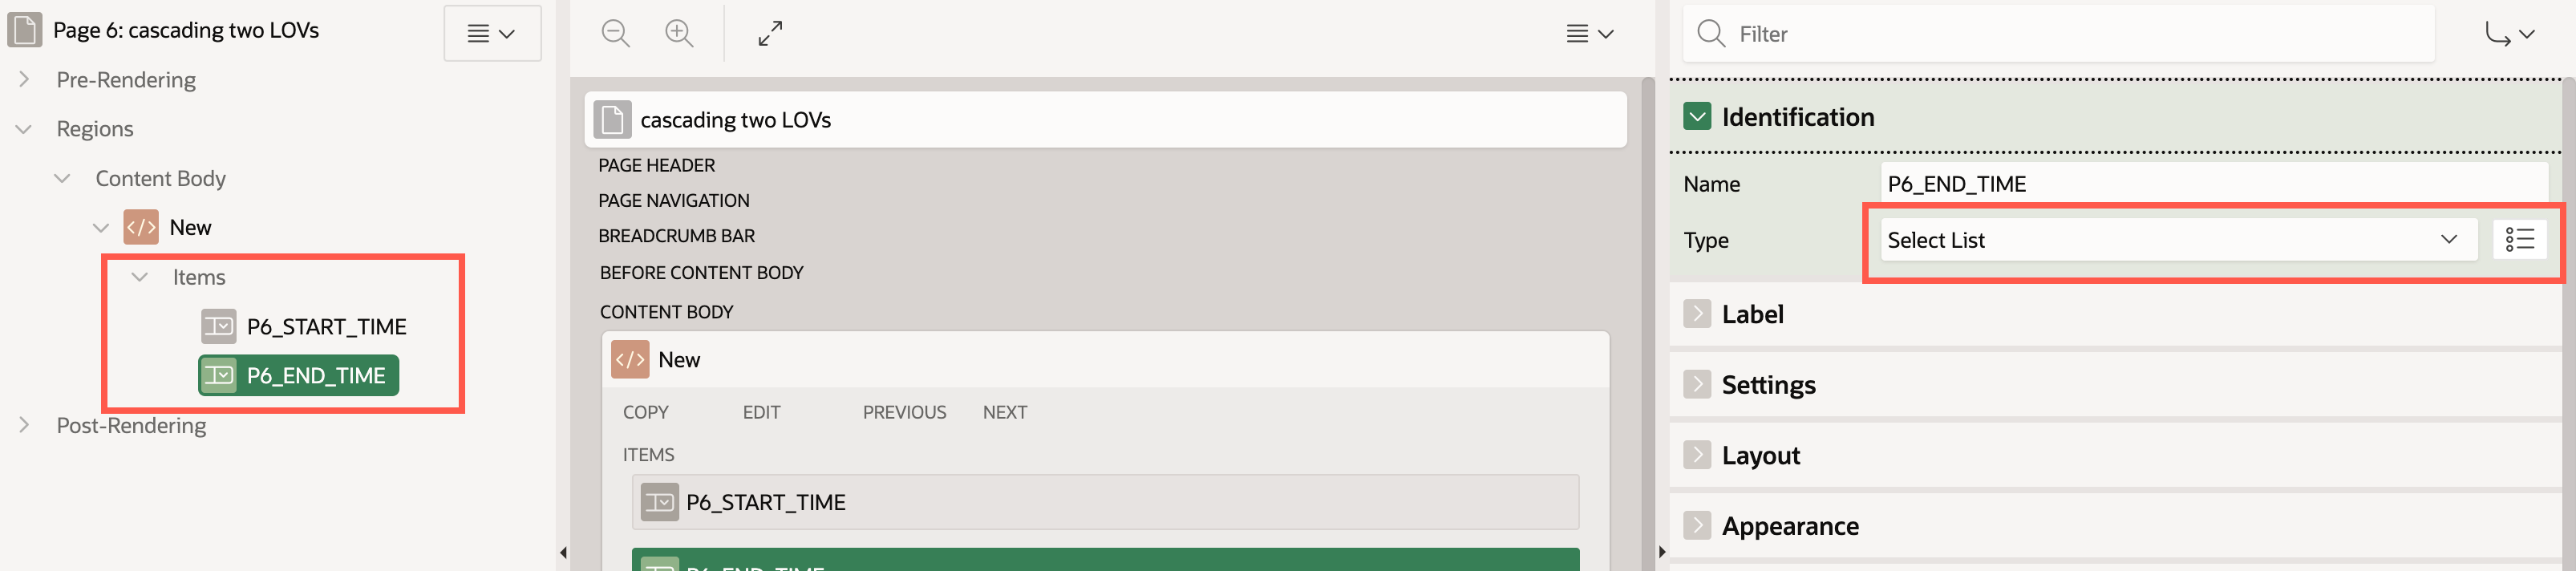 Page 6: cascading two LOVs
Pre-Rendering
Regions
Content Body
New
Items
P6_START_TIME
P6_END_TIME
Post-Rendering
cascading two LOVs
PAGE HEADER
PAGE NAVIGATION
BREADCRUMB BAR
BEFORE CONTENT BODY
CONTENT BODY
New
COPY EDIT PREVIOUS NEXT
ITEMS
P6_START_TIME
P6_END_TIME
Filter
Identification
Name P6_END_TIME
Type Select List
Label
Settings
Layout
Appearance